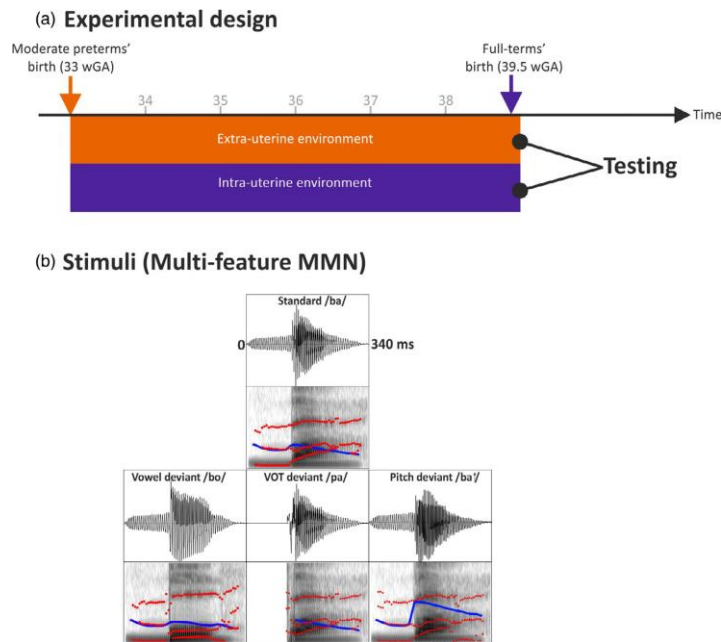 (a) Experimental design
Moderate preterms'
birth (33 wGA)
Full-terms'
birth (39.5 wGA)
34 35 36 37 38
Time
Extra-uterine environment
Intra-uterine environment
Testing
(b) Stimuli (Multi-feature MMN)
Standard /ba/
0 340 ms
Vowel deviant /bo/ VOT deviant /pa/ Pitch deviant /ba'/